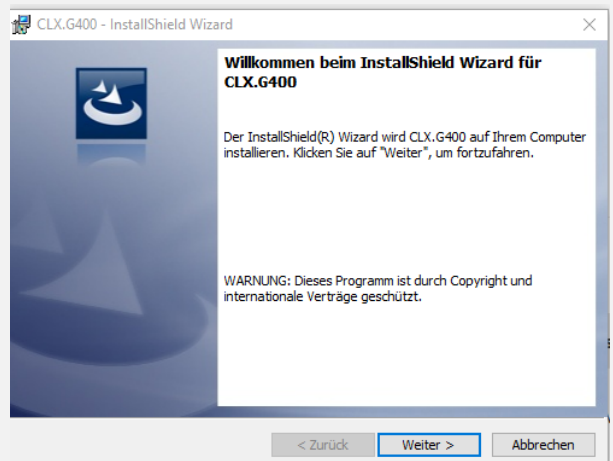 CLX.G400 - InstallShield Wizard
Willkommen beim InstallShield Wizard für
CLX.G400
Der InstallShield(R) Wizard wird CLX.G400 auf Ihrem Computer
installieren. Klicken Sie auf "Weiter", um fortzufahren.
WARNUNG: Dieses Programm ist durch Copyright und
internationale Verträge geschützt.
< Zurück
Weiter >
Abbrechen